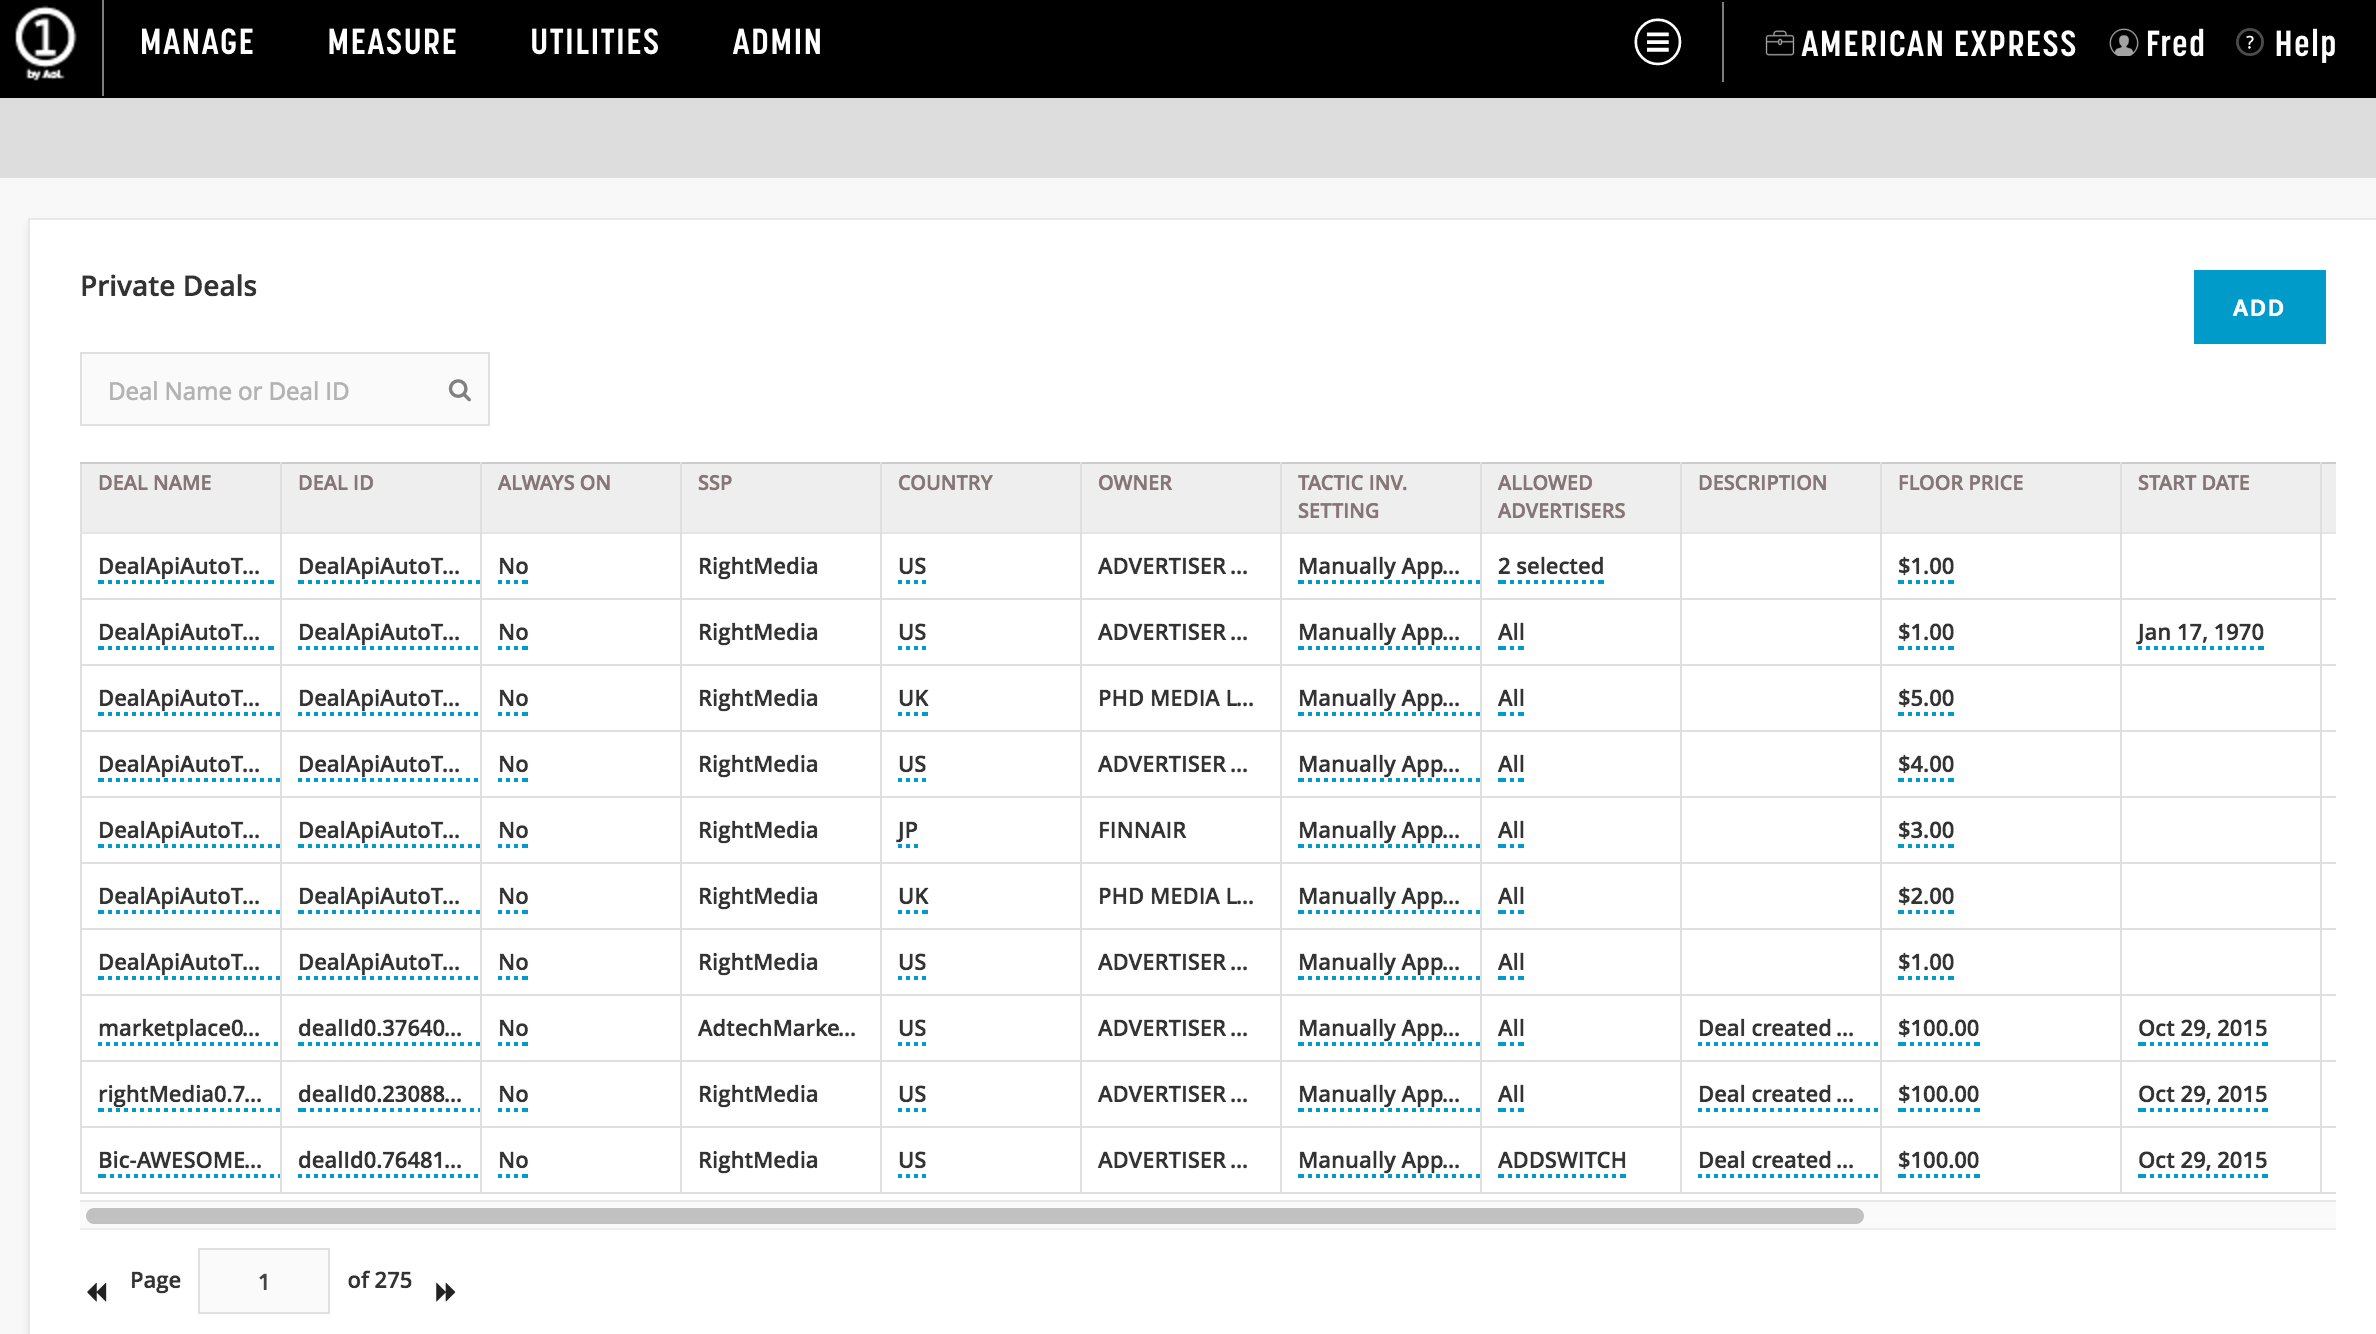 1
by Aol.
MANAGE MEASURE UTILITIES ADMIN AMERICAN EXPRESS Fred ? Help
Private Deals
ADD
Deal Name or Deal ID
DEAL NAME DEAL ID ALWAYS ON SSP COUNTRY OWNER TACTIC INV. SETTING ALLOWED ADVERTISERS DESCRIPTION FLOOR PRICE START DATE
DealApiAutoT... DealApiAutoT... No RightMedia US ADVERTISER ... Manually App... 2 selected $1.00
DealApiAutoT... DealApiAutoT... No RightMedia US ADVERTISER ... Manually App... All $1.00 Jan 17, 1970
DealApiAutoT... DealApiAutoT... No RightMedia UK PHD MEDIA L... Manually App... All $5.00
DealApiAutoT... DealApiAutoT... No RightMedia US ADVERTISER ... Manually App... All $4.00
DealApiAutoT... DealApiAutoT... No RightMedia JP FINNAIR Manually App... All $3.00
DealApiAutoT... DealApiAutoT... No RightMedia UK PHD MEDIA L... Manually App... All $2.00
DealApiAutoT... DealApiAutoT... No RightMedia US ADVERTISER ... Manually App... All $1.00
marketplace0... dealId0.37640... No AdtechMarke... US ADVERTISER ... Manually App... All Deal created ... $100.00 Oct 29, 2015
rightMedia0.7... dealId0.23088... No RightMedia US ADVERTISER ... Manually App... All Deal created ... $100.00 Oct 29, 2015
Bic-AWESOME... dealId0.76481... No RightMedia US ADVERTISER ... Manually App... ADDSWITCH Deal created ... $100.00 Oct 29, 2015
Page 1 of 275